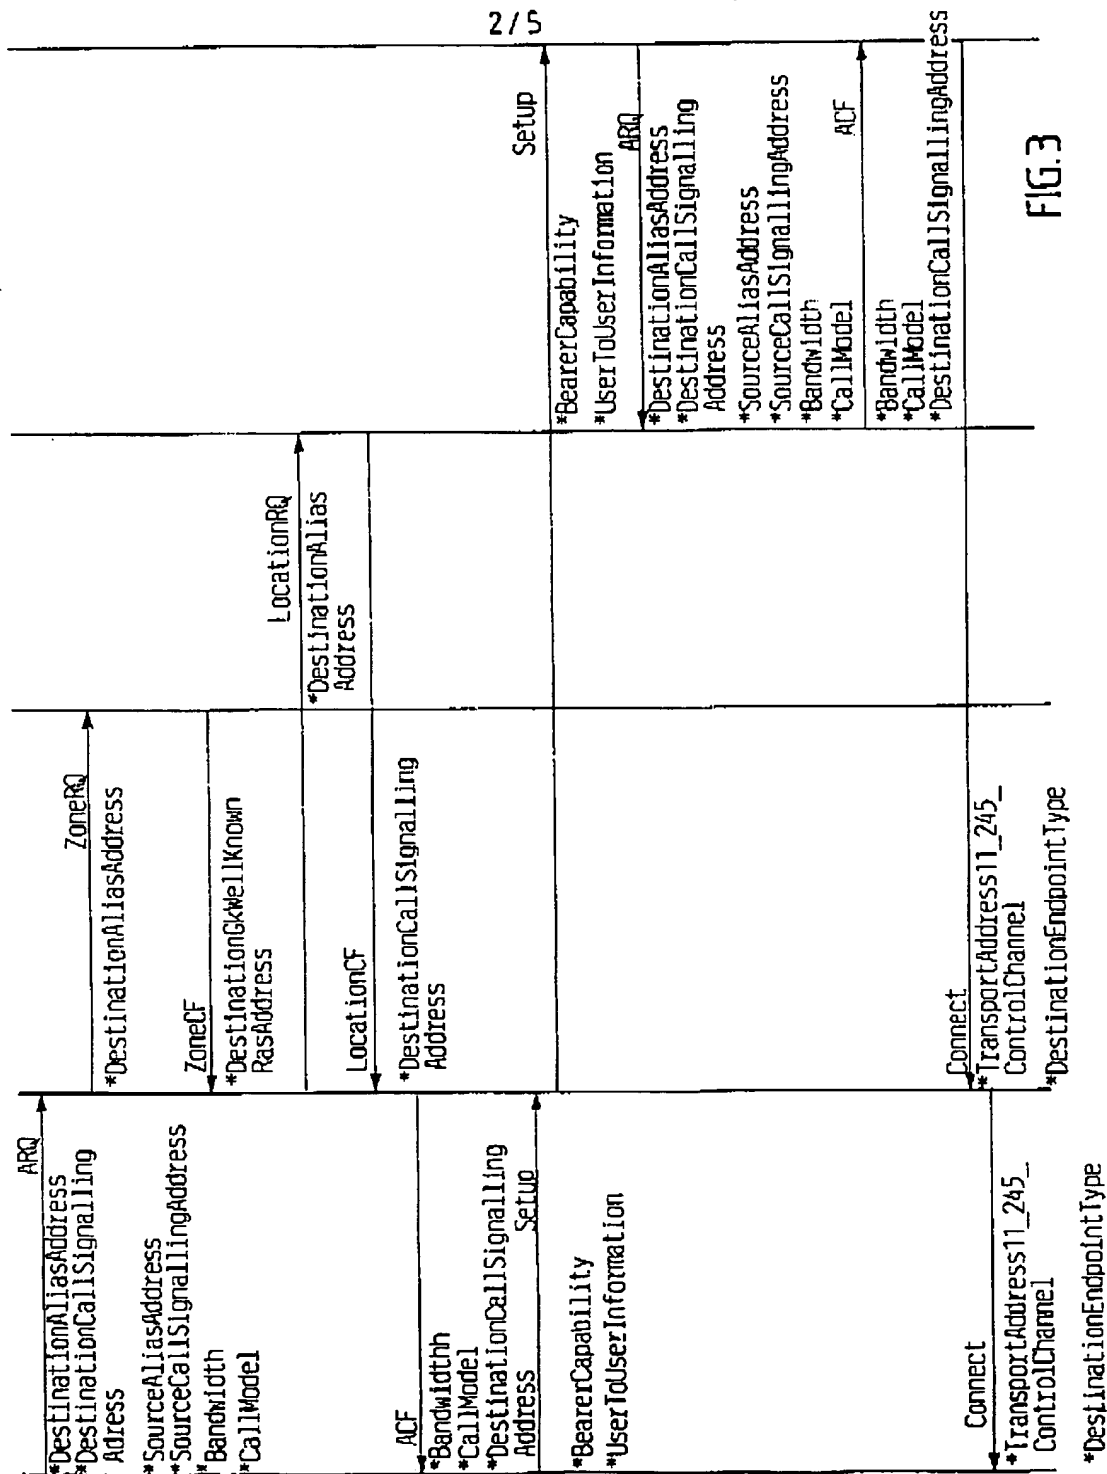 2/5
ARQ
*DestinationAliasAddress
*DestinationCallSignalling
Adress
*SourceAliasAddress
*SourceCallSignallingAddress
*Bandwidth
*CallModel
ZoneRQ
*DestinationAliasAddress
ZoneCF
*DestinationGkWellKnown
RasAddress
LocationRQ
*DestinationAlias
Address
LocationCF
*DestinationCallSignalling
Address
ACF
*Bandwidthh
*CallModel
*DestinationCallSignalling
Address
Setup
*BearerCapability
*UserToUserInformation
Setup
*BearerCapability
*UserToUserInformation
ARQ
*DestinationAliasAddress
*DestinationCallSignalling
Address
*SourceAliasAddress
*SourceCallSignallingAddress
*Bandwidth
*CallModel
ACF
*Bandwidth
*CallModel
*DestinationCallSignallingAddress
Connect
*TransportAddress11_245_
ControlChannel
*DestinationEndpointType
Connect
*TransportAddress11_245_
ControlChannel
*DestinationEndpointType
FIG.3